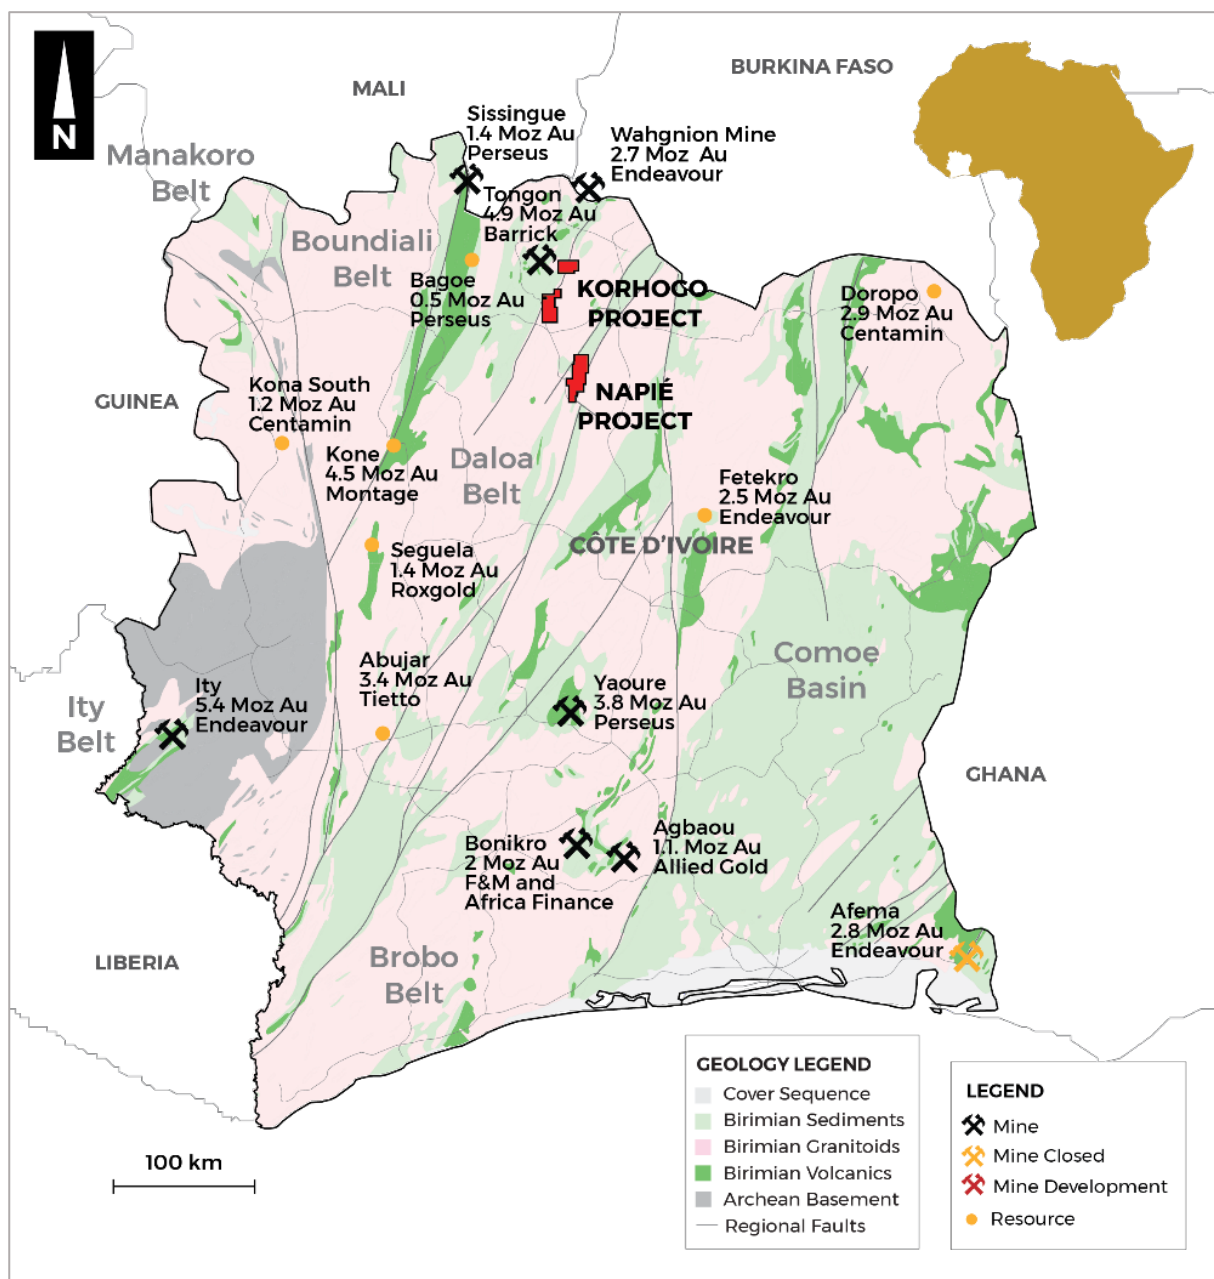 N
MALI
BURKINA FASO
Manakoro
Belt
Sissingue
1.4 Moz Au
Perseus
Wahgnion Mine
2.7 Moz Au
Endeavour
Tongon
4.9 Moz Au
Barrick
Boundiali
Belt
Bagoe
0.5 Moz Au
Perseus
KORHOGO
PROJECT
Doropo
2.9 Moz Au
Centamin
NAPIÉ
PROJECT
GUINEA
Kona South
1.2 Moz Au
Centamin
Kone
4.5 Moz Au
Montage
Daloa
Belt
Fetekro
2.5 Moz Au
Endeavour
CÔTE D'IVOIRE
Seguela
1.4 Moz Au
Roxgold
Comoe
Basin
Abujar
3.4 Moz Au
Tietto
Ity
5.4 Moz Au
Endeavour
Ity
Belt
Yaoure
3.8 Moz Au
Perseus
GHANA
Bonikro
2 Moz Au
F&M and
Africa Finance
Agbaou
1.1. Moz Au
Allied Gold
Afema
2.8 Moz Au
Endeavour
LIBERIA
Brobo
Belt
100 km
GEOLOGY LEGEND
Cover Sequence
Birimian Sediments
Birimian Granitoids
Birimian Volcanics
Archean Basement
Regional Faults
LEGEND
Mine
Mine Closed
Mine Development
Resource